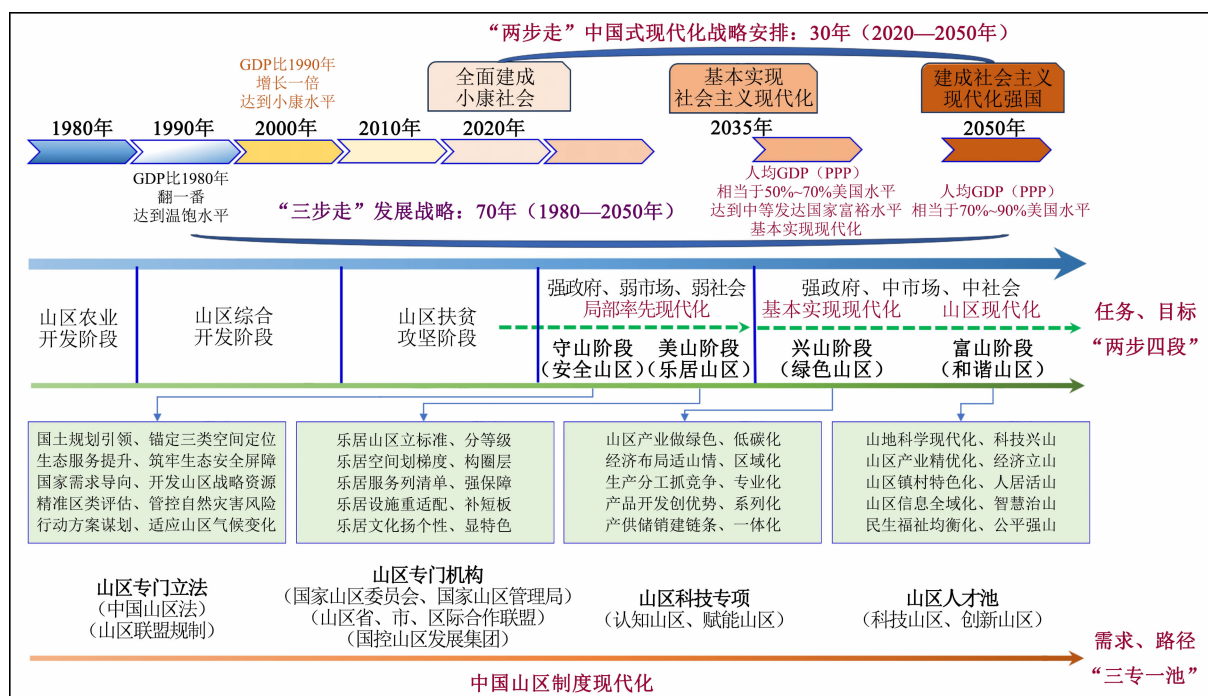 “两步走”中国式现代化战略安排：30年（2020—2050年）
GDP比1990年
增长一倍
达到小康水平
全面建成
小康社会
基本实现
社会主义现代化
建成社会主义
现代化强国
1980年
1990年
2000年
2010年
2020年
2035年
2050年
GDP比1980年
翻一番
达到温饱水平
“三步走”发展战略：70年（1980—2050年）
人均GDP（PPP）
相当于50%~70%美国水平
达到中等发达国家富裕水平
基本实现现代化
人均GDP（PPP）
相当于70%~90%美国水平
山区农业
开发阶段
山区综合
开发阶段
山区扶贫
攻坚阶段
强政府、弱市场、弱社会
局部率先现代化
强政府、中市场、中社会
基本实现现代化
山区现代化
守山阶段
（安全山区）
美山阶段
（乐居山区）
兴山阶段
（绿色山区）
富山阶段
（和谐山区）
任务、目标
“两步四段”
国土规划引领、锚定三类空间定位
生态服务提升、筑牢生态安全屏障
国家需求导向、开发山区战略资源
精准区类评估、管控自然灾害风险
行动方案谋划、适应山区气候变化
乐居山区立标准、分等级
乐居空间划梯度、构圈层
乐居服务列清单、强保障
乐居设施重适配、补短板
乐居文化扬个性、显特色
山区产业做绿色、低碳化
经济布局适山情、区域化
生产分工抓竞争、专业化
产品开发创优势、系列化
产供储销建链条、一体化
山地科学现代化、科技兴山
山区产业精优化、经济立山
山区镇村特色化、人居活山
山区信息全域化、智慧治山
民生福祉均衡化、公平强山
山区专门立法
（中国山区法）
（山区联盟规制）
山区专门机构
（国家山区委员会、国家山区管理局）
（山区省、市、区际合作联盟）
（国控山区发展集团）
山区科技专项
（认知山区、赋能山区）
山区人才池
（科技山区、创新山区）
需求、路径
“三专一池”
中国山区制度现代化